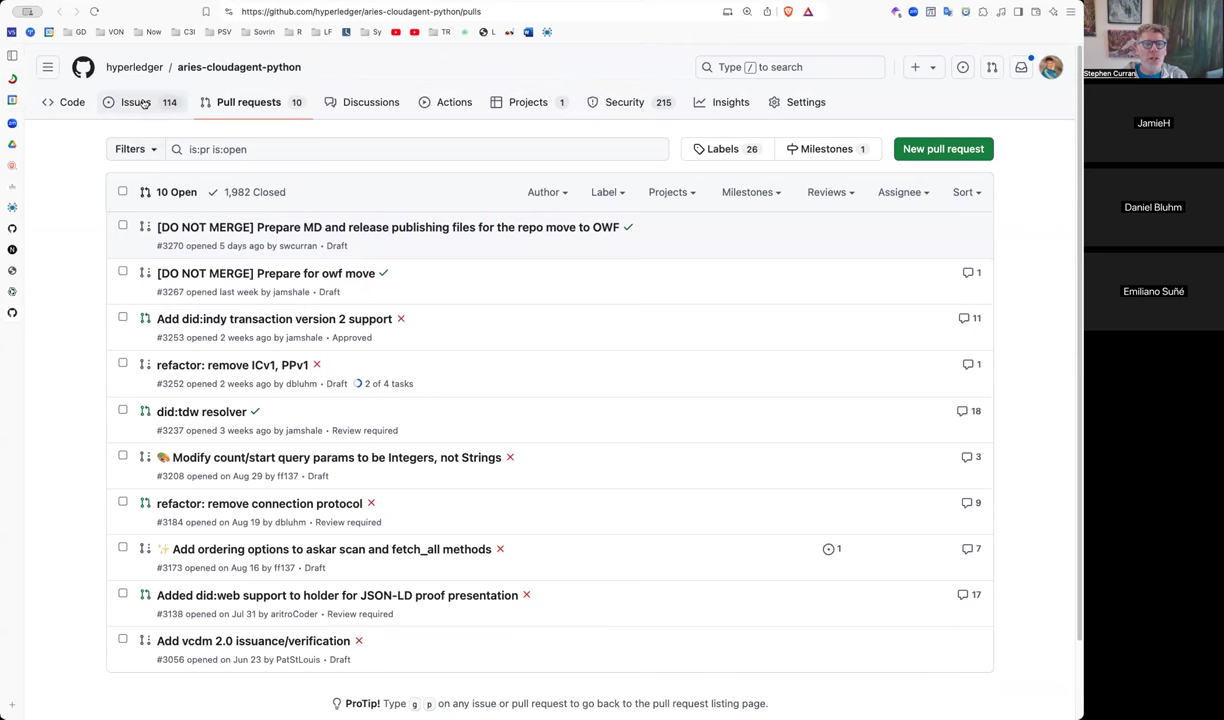 https://github.com/hyperledger/aries-cloudagent-python/pulls
GD VON Now C3I PSV Sovrin R LF Sy TR L
hyperledger / aries-cloudagent-python
Type / to search
Code Issues 114 Pull requests 10 Discussions Actions Projects 1 Security 215 Insights Settings
Filters is:pr is:open Labels 26 Milestones 1 New pull request
10 Open 1,982 Closed Author Label Projects Milestones Reviews Assignee Sort
[DO NOT MERGE] Prepare MD and release publishing files for the repo move to OWF
#3270 opened 5 days ago by swcurran • Draft
[DO NOT MERGE] Prepare for owf move 1
#3267 opened last week by jamshale • Draft
Add did:indy transaction version 2 support 11
#3253 opened 2 weeks ago by jamshale • Approved
refactor: remove ICv1, PPv1 1
#3252 opened 2 weeks ago by dbluhm • Draft 2 of 4 tasks
did:tdw resolver 18
#3237 opened 3 weeks ago by jamshale • Review required
Modify count/start query params to be Integers, not Strings 3
#3208 opened on Aug 29 by ff137 • Draft
refactor: remove connection protocol 9
#3184 opened on Aug 19 by dbluhm • Review required
Add ordering options to askar scan and fetch_all methods 1 7
#3173 opened on Aug 16 by ff137 • Draft
Added did:web support to holder for JSON-LD proof presentation 17
#3138 opened on Jul 31 by aritroCoder • Review required
Add vcdm 2.0 issuance/verification
#3056 opened on Jun 23 by PatStLouis • Draft
ProTip! Type g p on any issue or pull request to go back to the pull request listing page.
Stephen Curran
JamieH
Daniel Bluhm
Emiliano Suñé